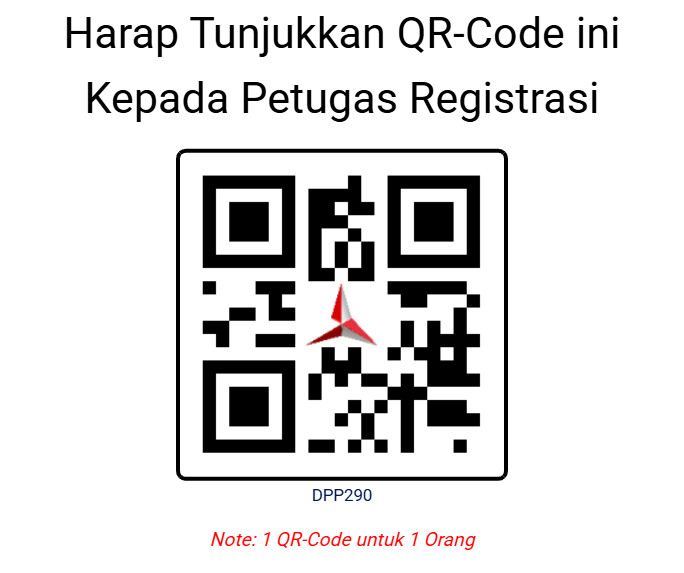 Harap Tunjukkan QR-Code ini
Kepada Petugas Registrasi
DPP290
Note: 1 QR-Code untuk 1 Orang